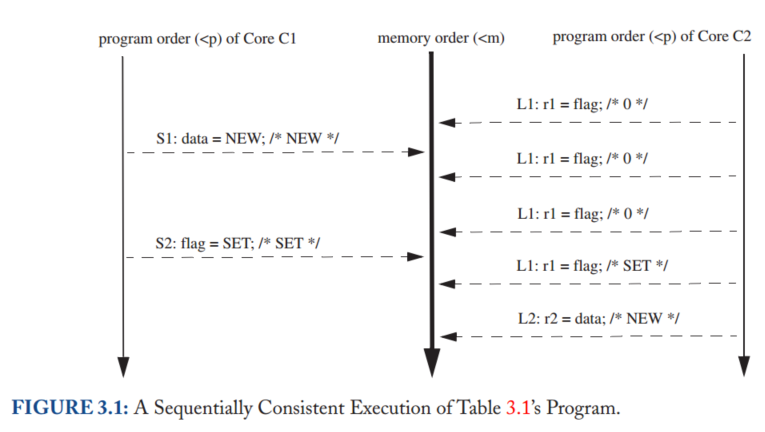 program order (<p) of Core C1    memory order (<m)    program order (<p) of Core C2
L1: r1 = flag; /* 0 */
S1: data = NEW; /* NEW */
L1: r1 = flag; /* 0 */
L1: r1 = flag; /* 0 */
S2: flag = SET; /* SET */
L1: r1 = flag; /* SET */
L2: r2 = data; /* NEW */
FIGURE 3.1: A Sequentially Consistent Execution of Table 3.1's Program.